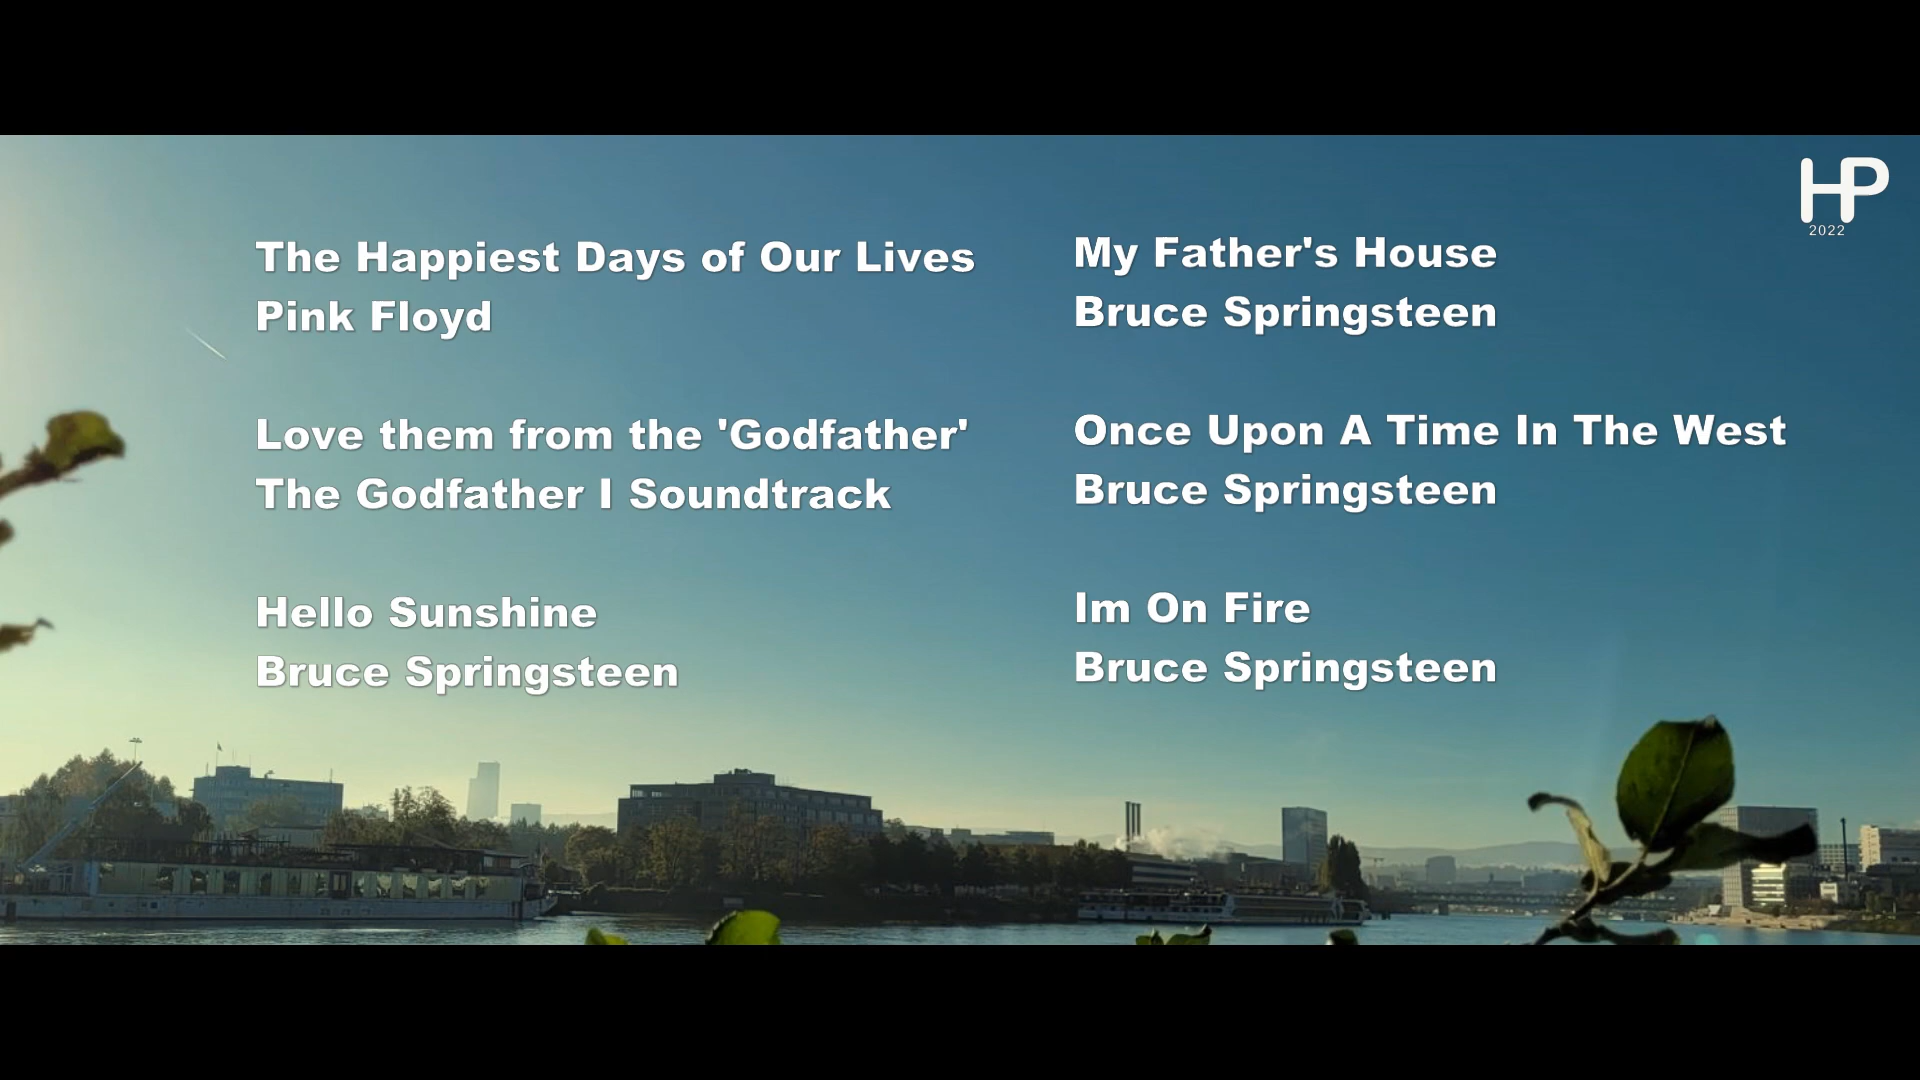 HP
2022
The Happiest Days of Our Lives
Pink Floyd
Love them from the 'Godfather'
The Godfather I Soundtrack
Hello Sunshine
Bruce Springsteen
My Father's House
Bruce Springsteen
Once Upon A Time In The West
Bruce Springsteen
Im On Fire
Bruce Springsteen